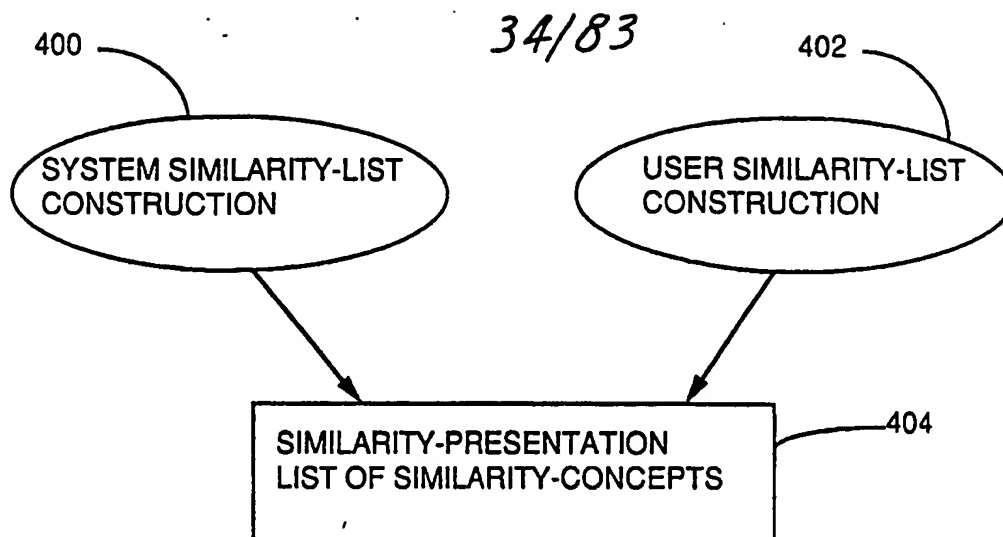 34/83
400
402
SYSTEM SIMILARITY-LIST
CONSTRUCTION
USER SIMILARITY-LIST
CONSTRUCTION
404
SIMILARITY-PRESENTATION
LIST OF SIMILARITY-CONCEPTS